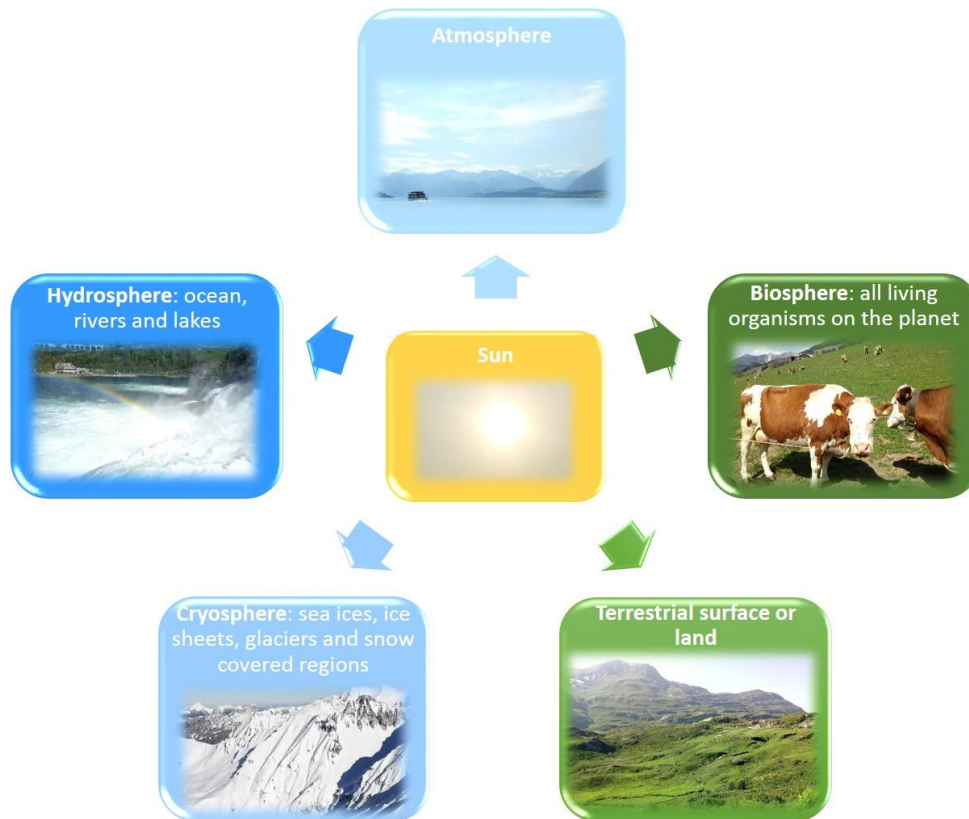 Atmosphere
Hydrosphere: ocean,
rivers and lakes
Sun
Biosphere: all living
organisms on the planet
Cryosphere: sea ices, ice
sheets, glaciers and snow
covered regions
Terrestrial surface or
land